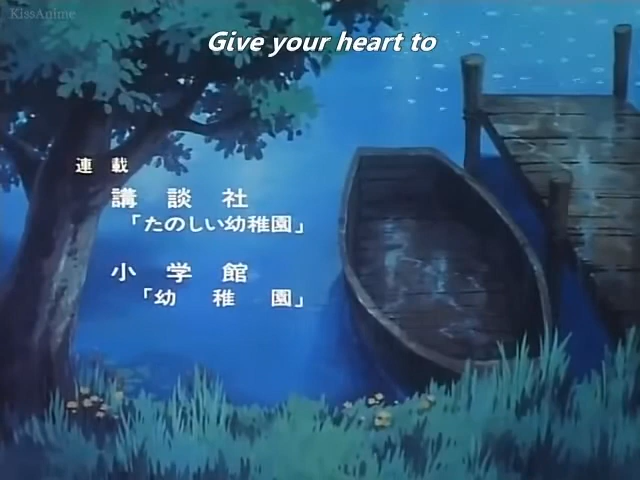 KissAnime
Give your heart to
連載
講談社
「たのしい幼稚園」
小学館
「幼稚園」